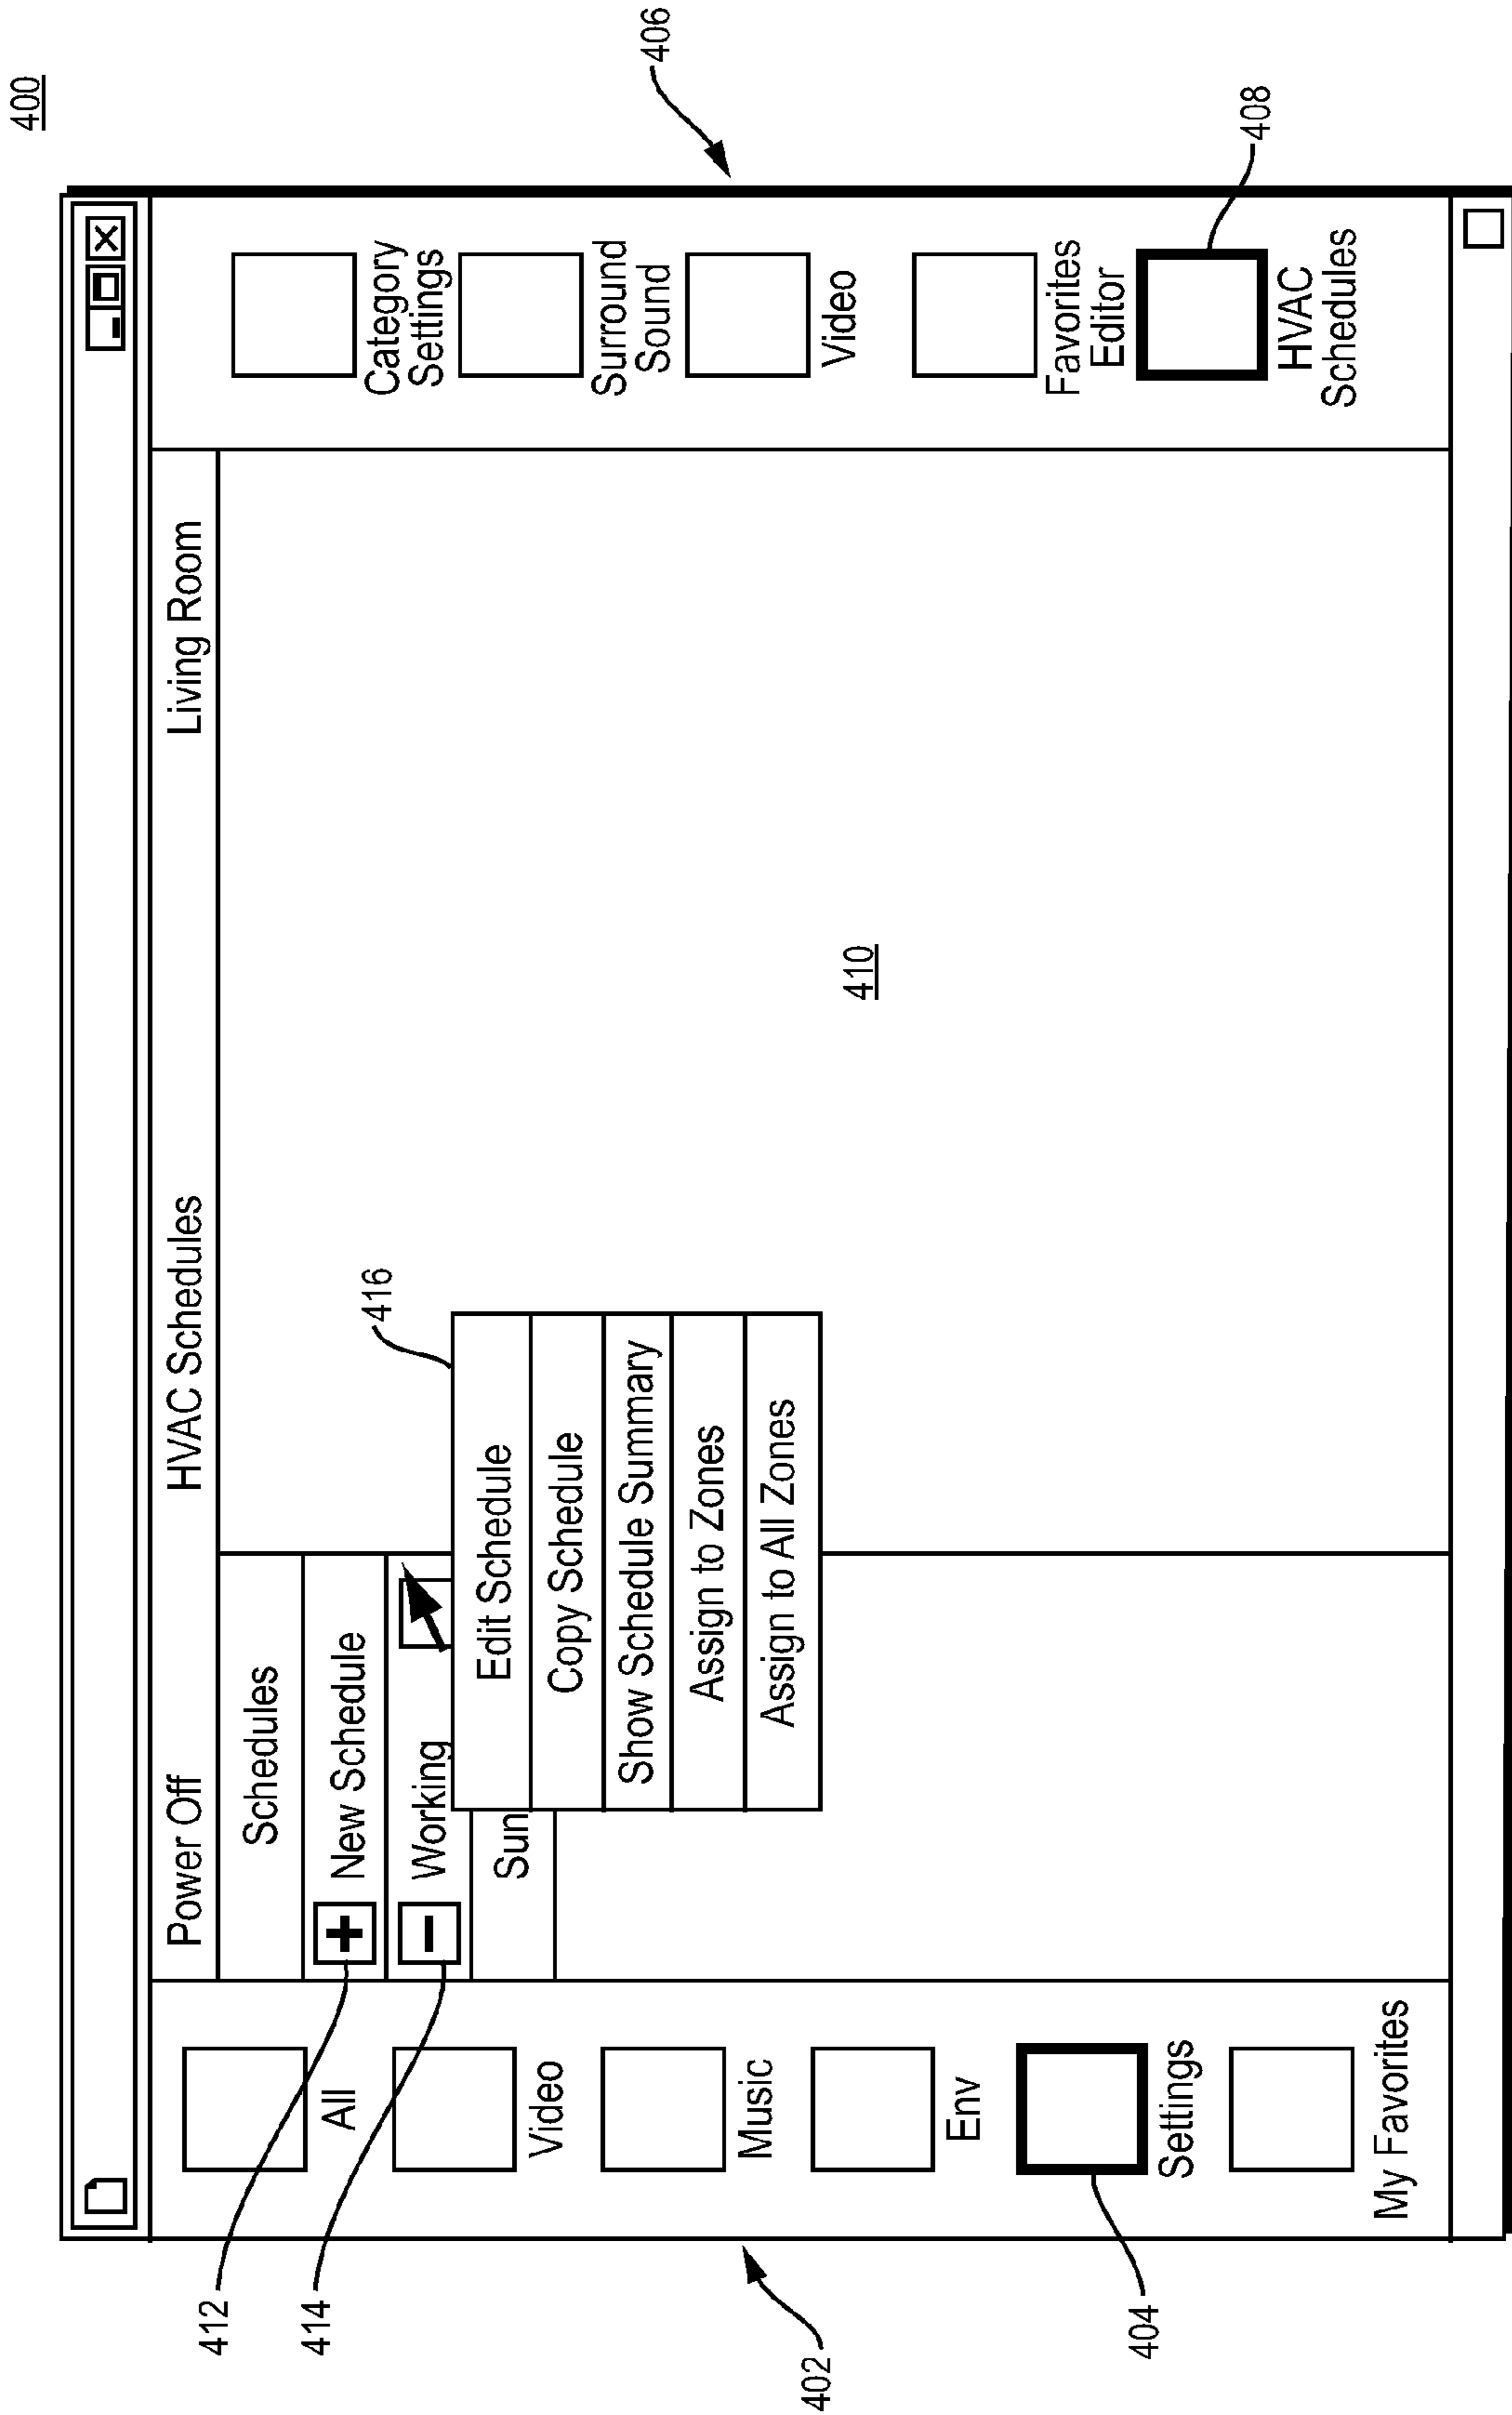 400
Power Off
HVAC Schedules
Living Room
412
414
402
404
All
Video
Music
Env
Settings
My Favorites
Schedules
+ New Schedule
− Working
Sun
416
Edit Schedule
Copy Schedule
Show Schedule Summary
Assign to Zones
Assign to All Zones
410
Category
Settings
Surround
Sound
Video
Favorites
Editor
HVAC
Schedules
406
408